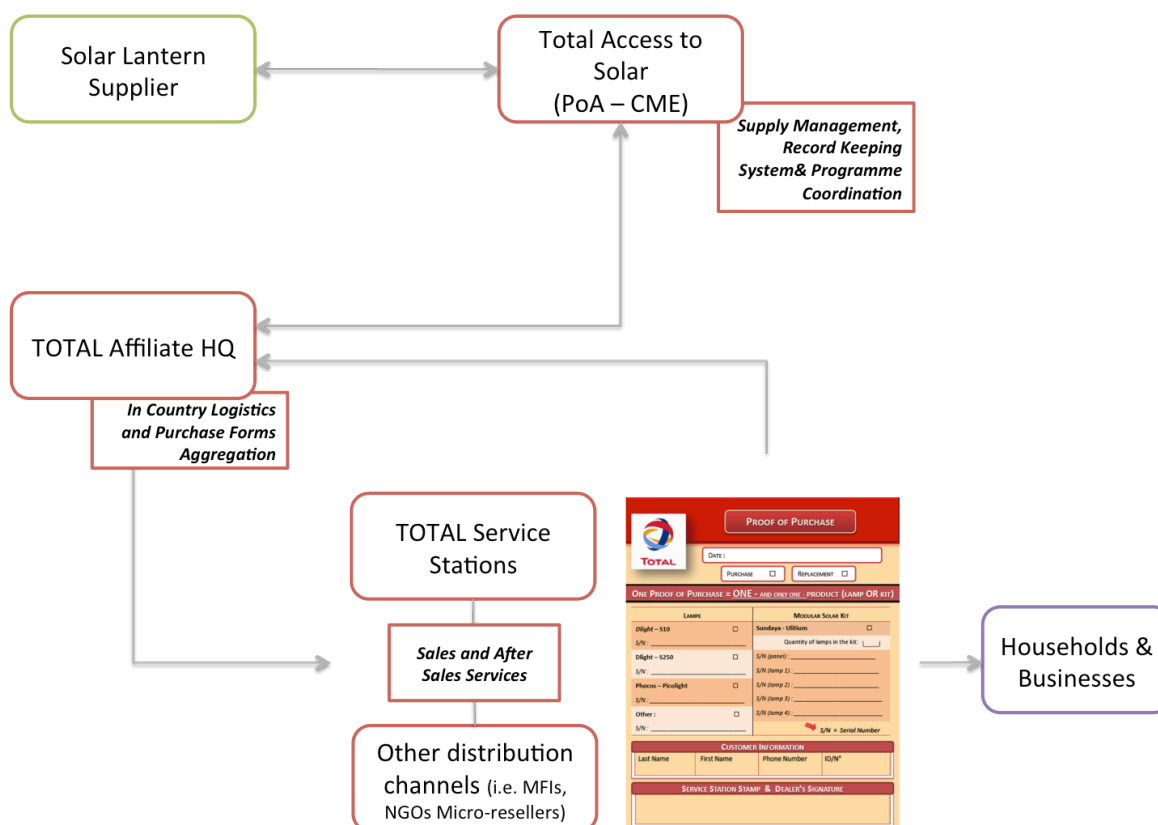 Solar Lantern
Supplier
Total Access to
Solar
(PoA – CME)
Supply Management,
Record Keeping
System& Programme
Coordination
TOTAL Affiliate HQ
In Country Logistics
and Purchase Forms
Aggregation
TOTAL Service
Stations
Sales and After
Sales Services
Other distribution
channels (i.e. MFIs,
NGOs Micro-resellers)
TOTAL
PROOF OF PURCHASE
DATE :
PURCHASE
REPLACEMENT
ONE PROOF OF PURCHASE = ONE - AND ONLY ONE - PRODUCT (LAMP OR KIT)
LAMPE
Dlight – S10
S/N :
Dlight – S250
S/N :
Phocos – Picolight
S/N :
Other :
S/N :
MODULAR SOLAR KIT
Sundaya - Ulitium
Quantity of lamps in the kit:
S/N (panel) :
S/N (lamp 1) :
S/N (lamp 2) :
S/N (lamp 3) :
S/N (lamp 4) :
S/N = Serial Number
CUSTOMER INFORMATION
Last Name First Name Phone Number ID/N°
SERVICE STATION STAMP & DEALER'S SIGNATURE
Households &
Businesses